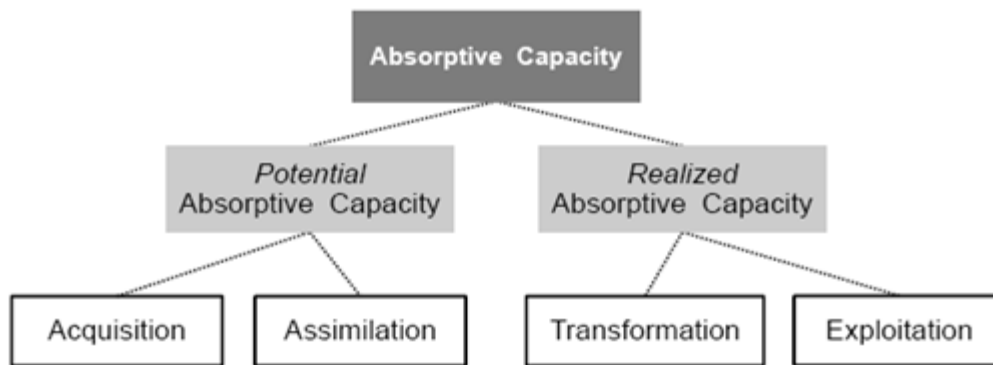 Absorptive Capacity
Potential
Absorptive Capacity
Realized
Absorptive Capacity
Acquisition
Assimilation
Transformation
Exploitation